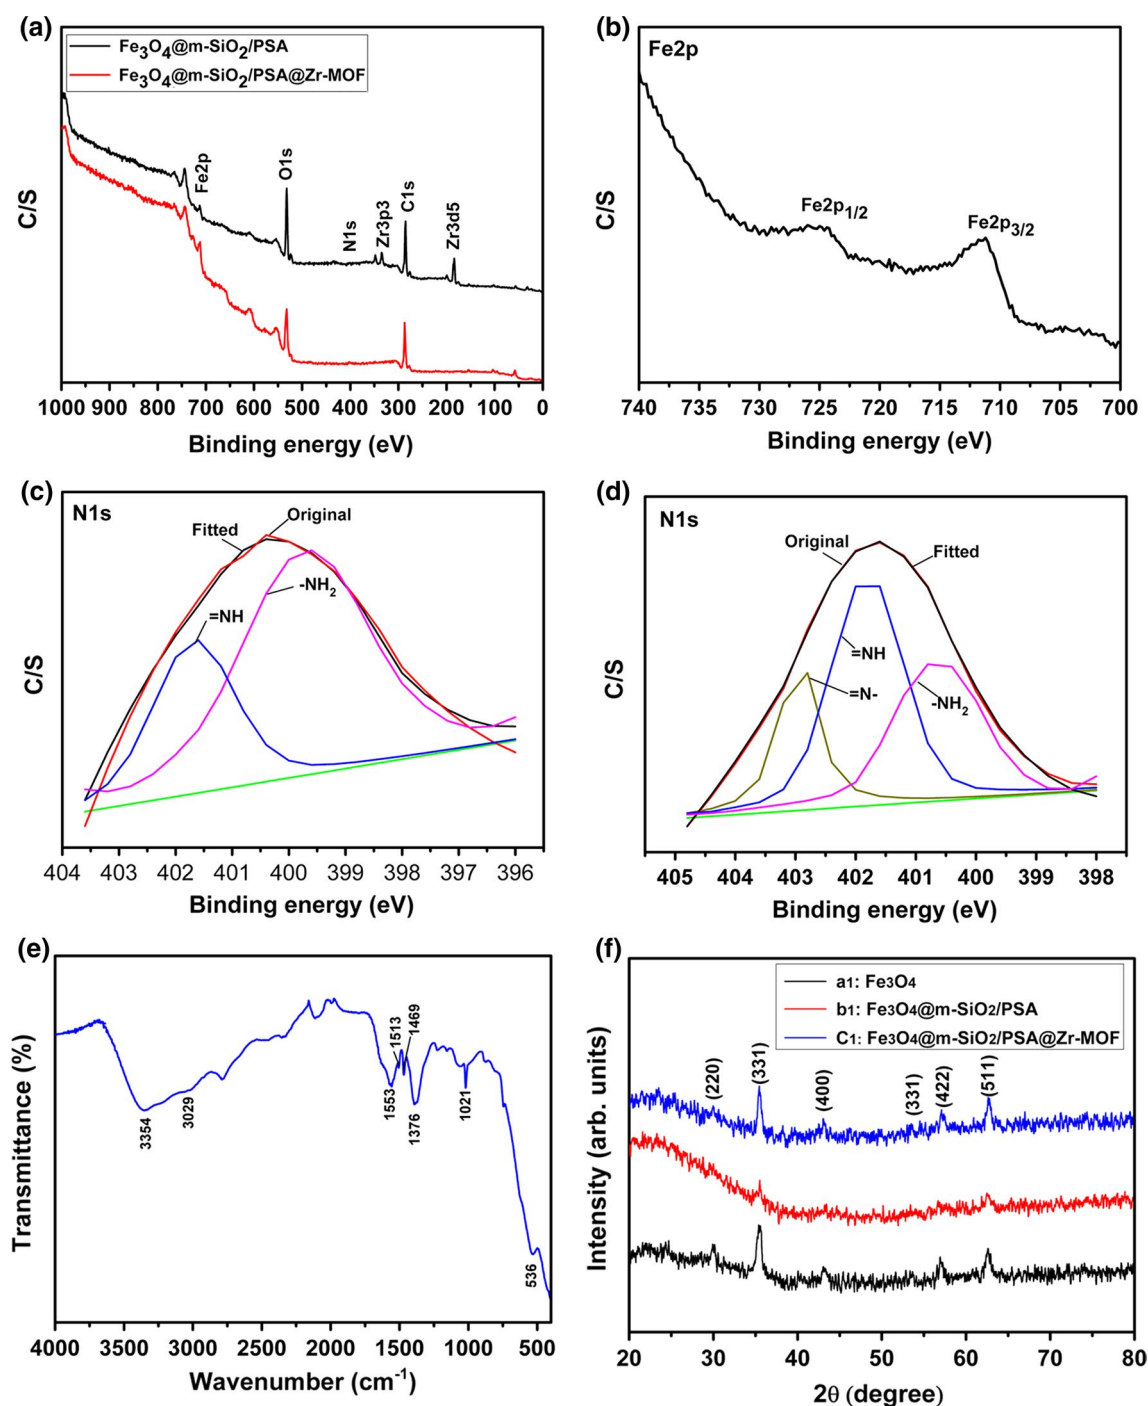 (a)
Fe3O4@m-SiO2/PSA
Fe3O4@m-SiO2/PSA@Zr-MOF
Fe2p
O1s
N1s
Zr3p3
C1s
Zr3d5
C/S
1000 900 800 700 600 500 400 300 200 100 0
Binding energy (eV)
(b)
Fe2p
Fe2p1/2
Fe2p3/2
C/S
740 735 730 725 720 715 710 705 700
Binding energy (eV)
(c)
N1s
Original
Fitted
-NH2
=NH
C/S
404 403 402 401 400 399 398 397 396
Binding energy (eV)
(d)
N1s
Original
Fitted
=NH
=N-
-NH2
C/S
405 404 403 402 401 400 399 398
Binding energy (eV)
(e)
1513
1469
3354
3029
1553
1376
1021
536
Transmittance (%)
4000 3500 3000 2500 2000 1500 1000 500
Wavenumber (cm-1)
(f)
a1: Fe3O4
b1: Fe3O4@m-SiO2/PSA
C1: Fe3O4@m-SiO2/PSA@Zr-MOF
(220)
(331)
(400)
(331)
(422)
(511)
Intensity (arb. units)
20 30 40 50 60 70 80
2θ (degree)